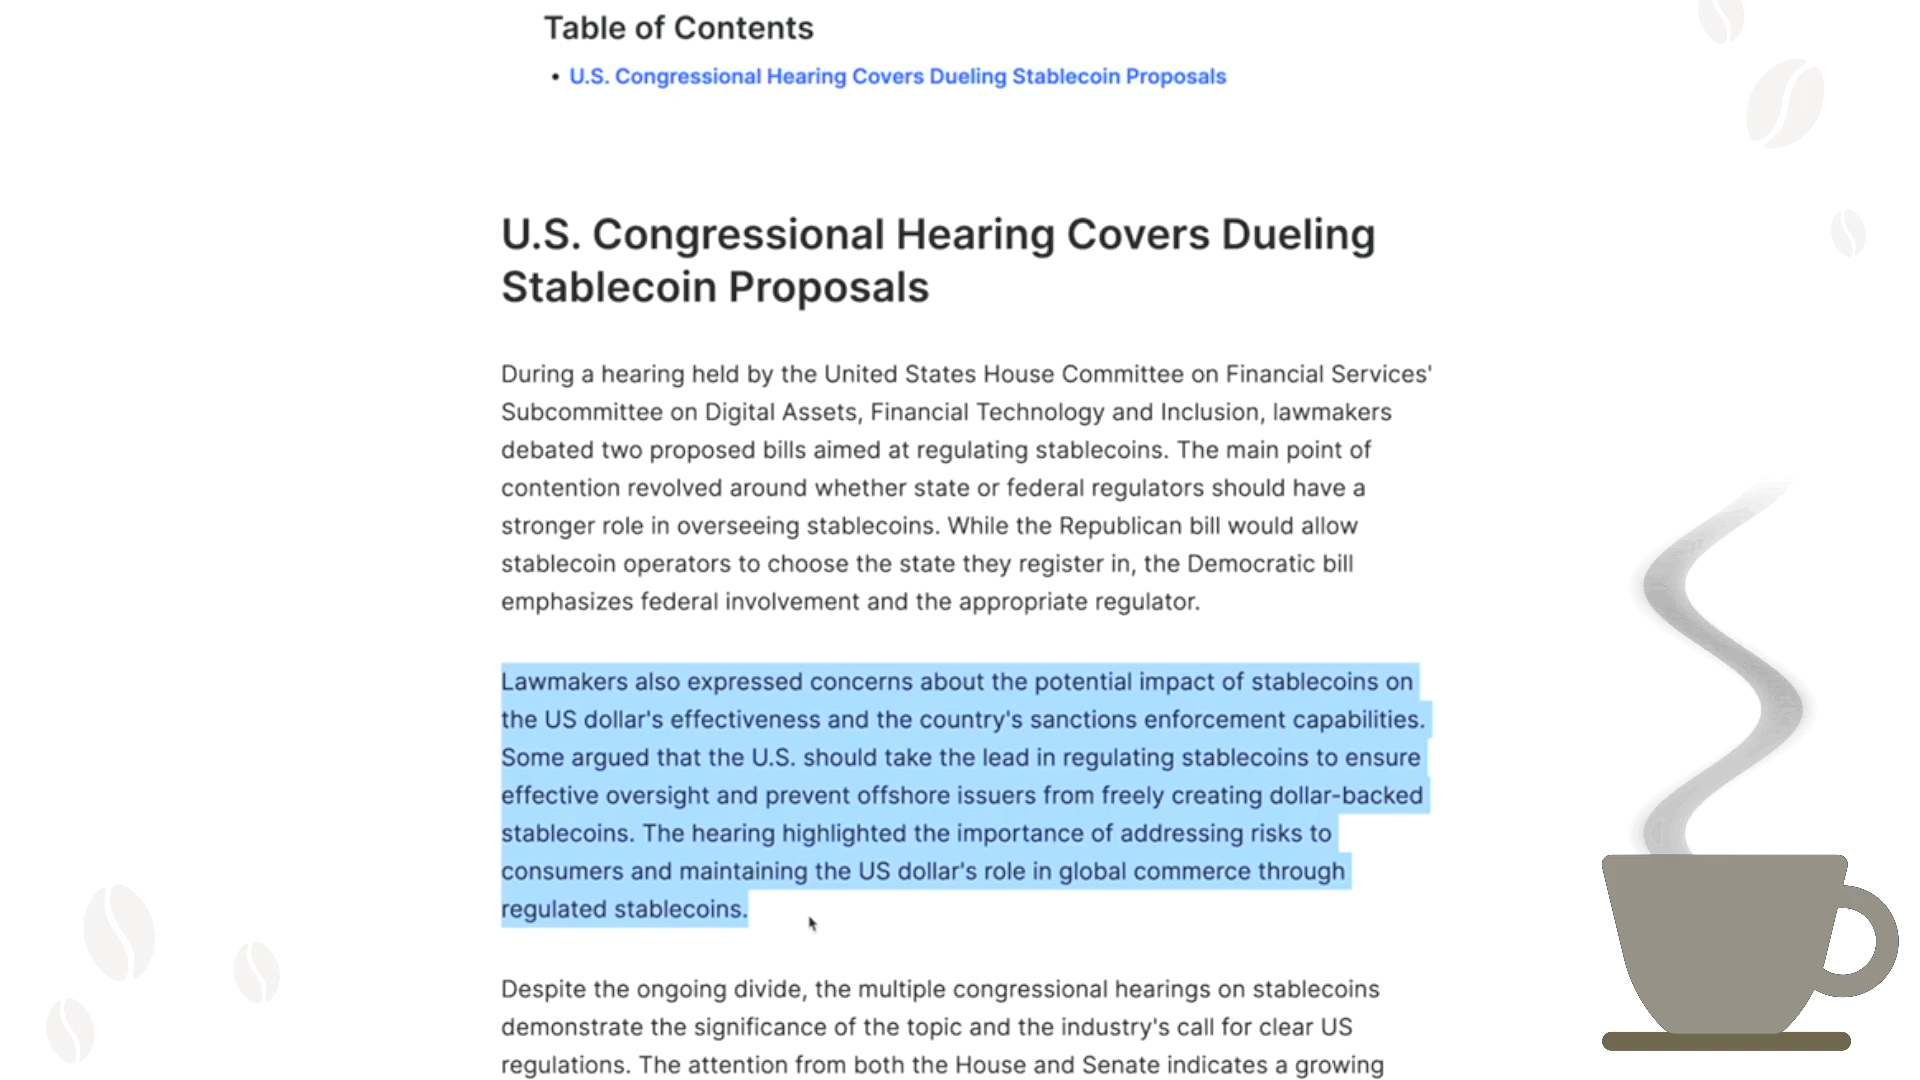 Table of Contents
• U.S. Congressional Hearing Covers Dueling Stablecoin Proposals
U.S. Congressional Hearing Covers Dueling
Stablecoin Proposals
During a hearing held by the United States House Committee on Financial Services'
Subcommittee on Digital Assets, Financial Technology and Inclusion, lawmakers
debated two proposed bills aimed at regulating stablecoins. The main point of
contention revolved around whether state or federal regulators should have a
stronger role in overseeing stablecoins. While the Republican bill would allow
stablecoin operators to choose the state they register in, the Democratic bill
emphasizes federal involvement and the appropriate regulator.
Lawmakers also expressed concerns about the potential impact of stablecoins on
the US dollar's effectiveness and the country's sanctions enforcement capabilities.
Some argued that the U.S. should take the lead in regulating stablecoins to ensure
effective oversight and prevent offshore issuers from freely creating dollar-backed
stablecoins. The hearing highlighted the importance of addressing risks to
consumers and maintaining the US dollar's role in global commerce through
regulated stablecoins.
Despite the ongoing divide, the multiple congressional hearings on stablecoins
demonstrate the significance of the topic and the industry's call for clear US
regulations. The attention from both the House and Senate indicates a growing